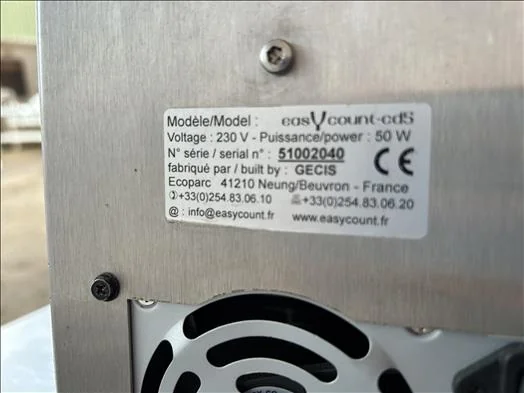 Modèle/Model : easYcount-cdS
Voltage : 230 V - Puissance/power : 50 W
N° série / serial n° : 51002040
fabriqué par / built by : GECIS
Ecoparc 41210 Neung/Beuvron - France
✆+33(0)254.83.06.10 📠+33(0)254.83.06.20
@ : info@easycount.fr www.easycount.fr
CE